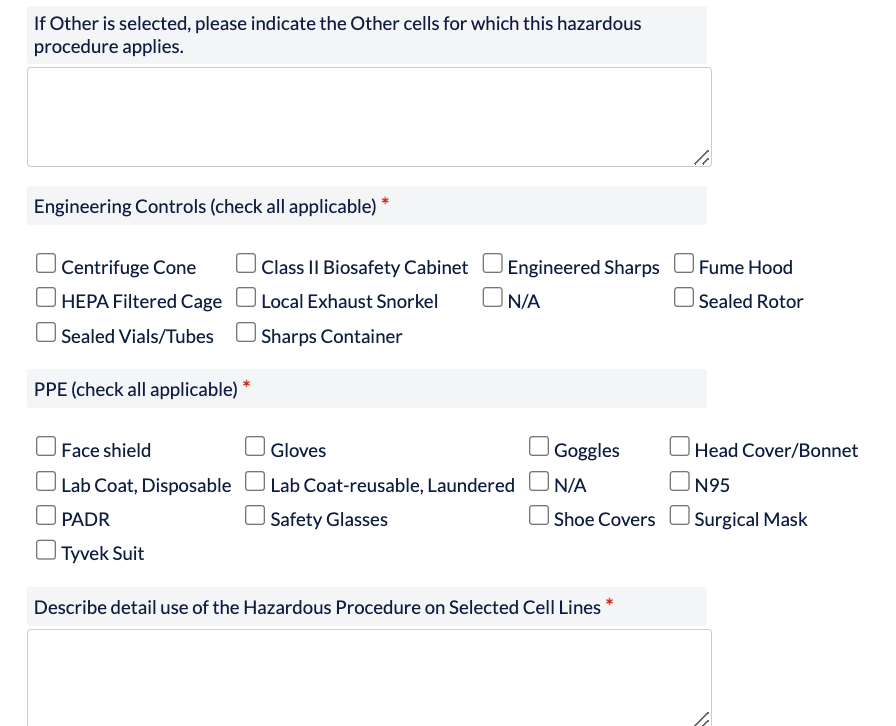 If Other is selected, please indicate the Other cells for which this hazardous
procedure applies.
Engineering Controls (check all applicable) *
Centrifuge Cone Class II Biosafety Cabinet Engineered Sharps Fume Hood
HEPA Filtered Cage Local Exhaust Snorkel N/A Sealed Rotor
Sealed Vials/Tubes Sharps Container
PPE (check all applicable) *
Face shield Gloves Goggles Head Cover/Bonnet
Lab Coat, Disposable Lab Coat-reusable, Laundered N/A N95
PADR Safety Glasses Shoe Covers Surgical Mask
Tyvek Suit
Describe detail use of the Hazardous Procedure on Selected Cell Lines *